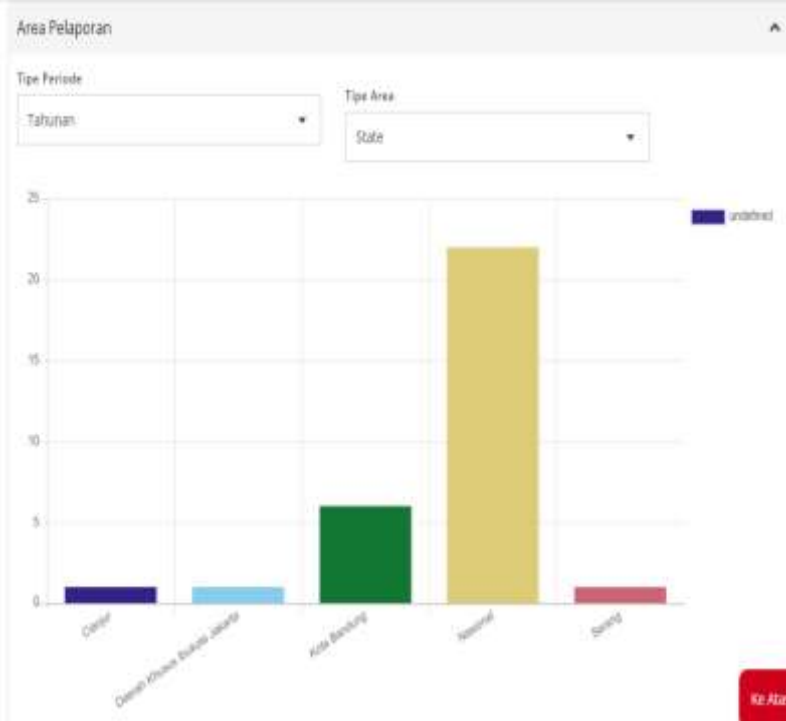 Area Pelaporan
Tipe Periode
Tahunan
Tipe Area
State
25
20
15
10
5
0
undefined
Cianjur
Daerah Khusus Ibukota Jakarta
Kota Bandung
Nasional
Serang
Ke Atas